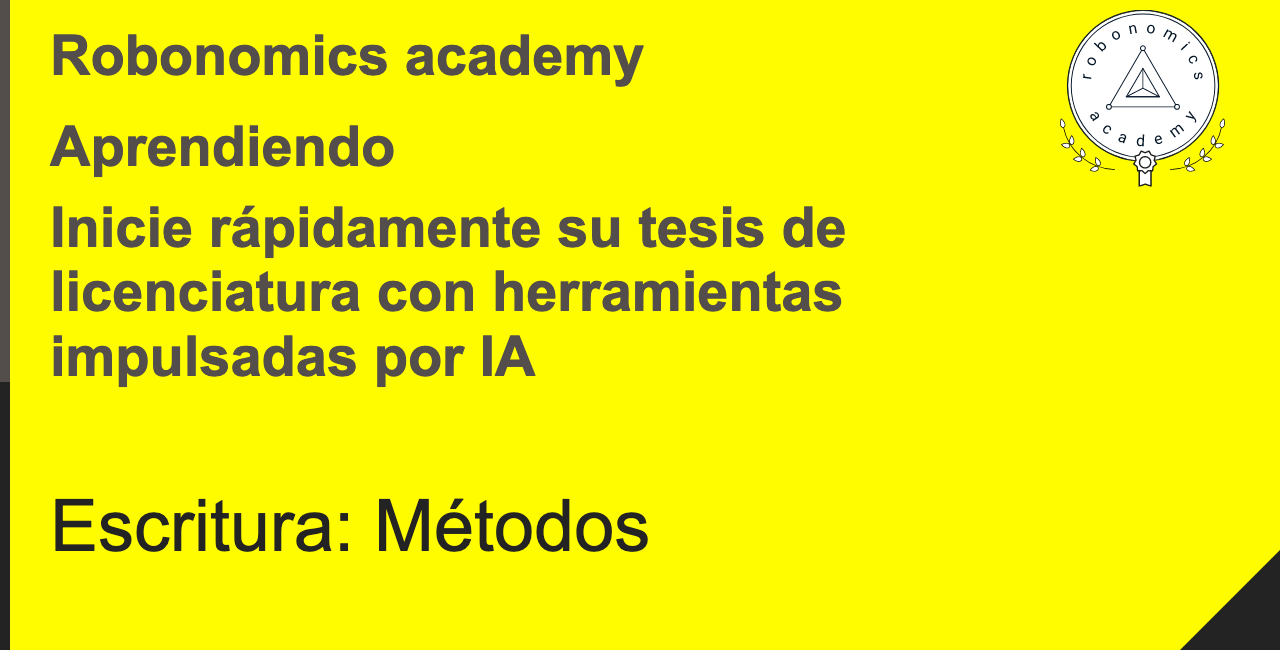 Robonomics academy
Aprendiendo
Inicie rápidamente su tesis de
licenciatura con herramientas
impulsadas por IA
Escritura: Métodos
robonomics
academy